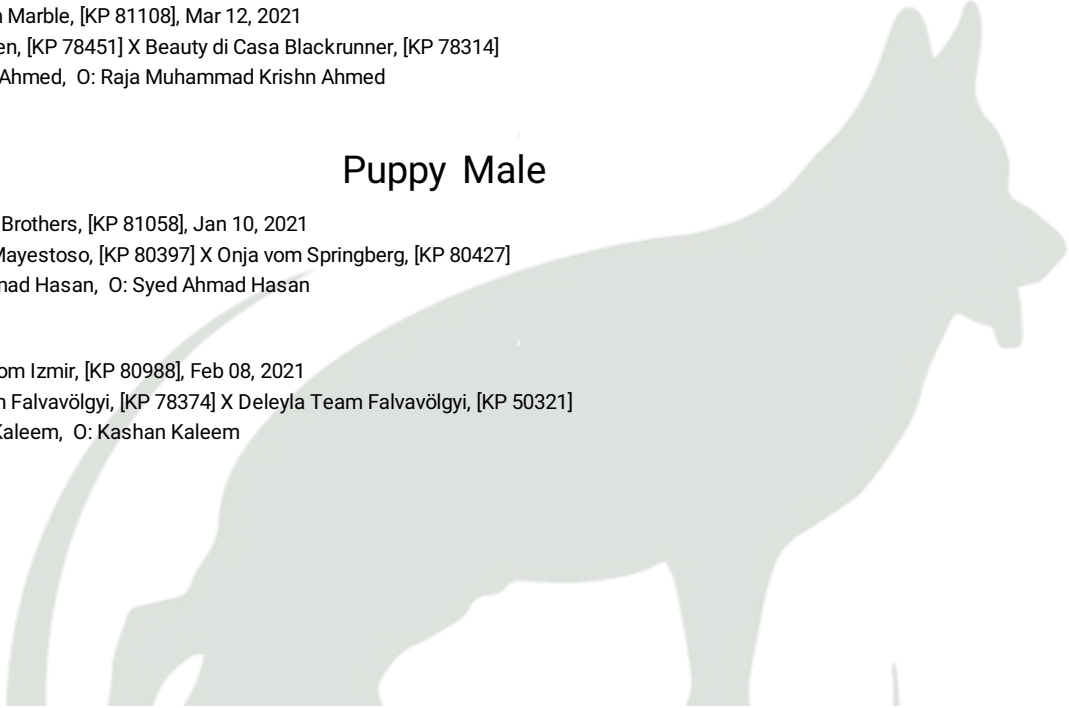 Marble, [KP 81108], Mar 12, 2021
en, [KP 78451] X Beauty di Casa Blackrunner, [KP 78314]
Ahmed, O: Raja Muhammad Krishn Ahmed
Puppy Male
Brothers, [KP 81058], Jan 10, 2021
Mayestoso, [KP 80397] X Onja vom Springberg, [KP 80427]
mad Hasan, O: Syed Ahmad Hasan
om Izmir, [KP 80988], Feb 08, 2021
Falvavölgyi, [KP 78374] X Deleyla Team Falvavölgyi, [KP 50321]
Kaleem, O: Kashan Kaleem